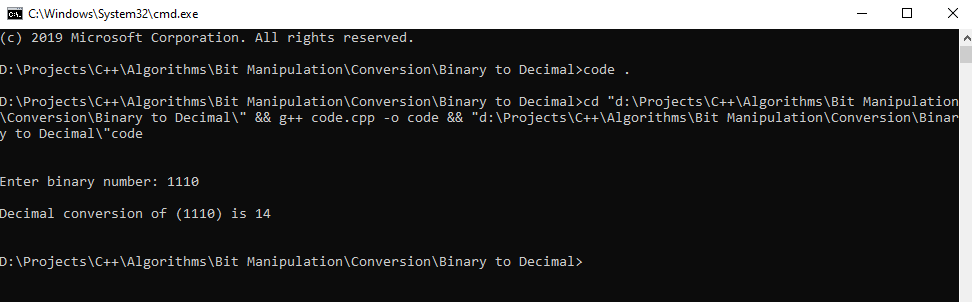 C:\Windows\System32\cmd.exe
(c) 2019 Microsoft Corporation. All rights reserved.
D:\Projects\C++\Algorithms\Bit Manipulation\Conversion\Binary to Decimal>code .
D:\Projects\C++\Algorithms\Bit Manipulation\Conversion\Binary to Decimal>cd "d:\Projects\C++\Algorithms\Bit Manipulation
\Conversion\Binary to Decimal\" && g++ code.cpp -o code && "d:\Projects\C++\Algorithms\Bit Manipulation\Conversion\Binar
y to Decimal\"code
Enter binary number: 1110
Decimal conversion of (1110) is 14
D:\Projects\C++\Algorithms\Bit Manipulation\Conversion\Binary to Decimal>